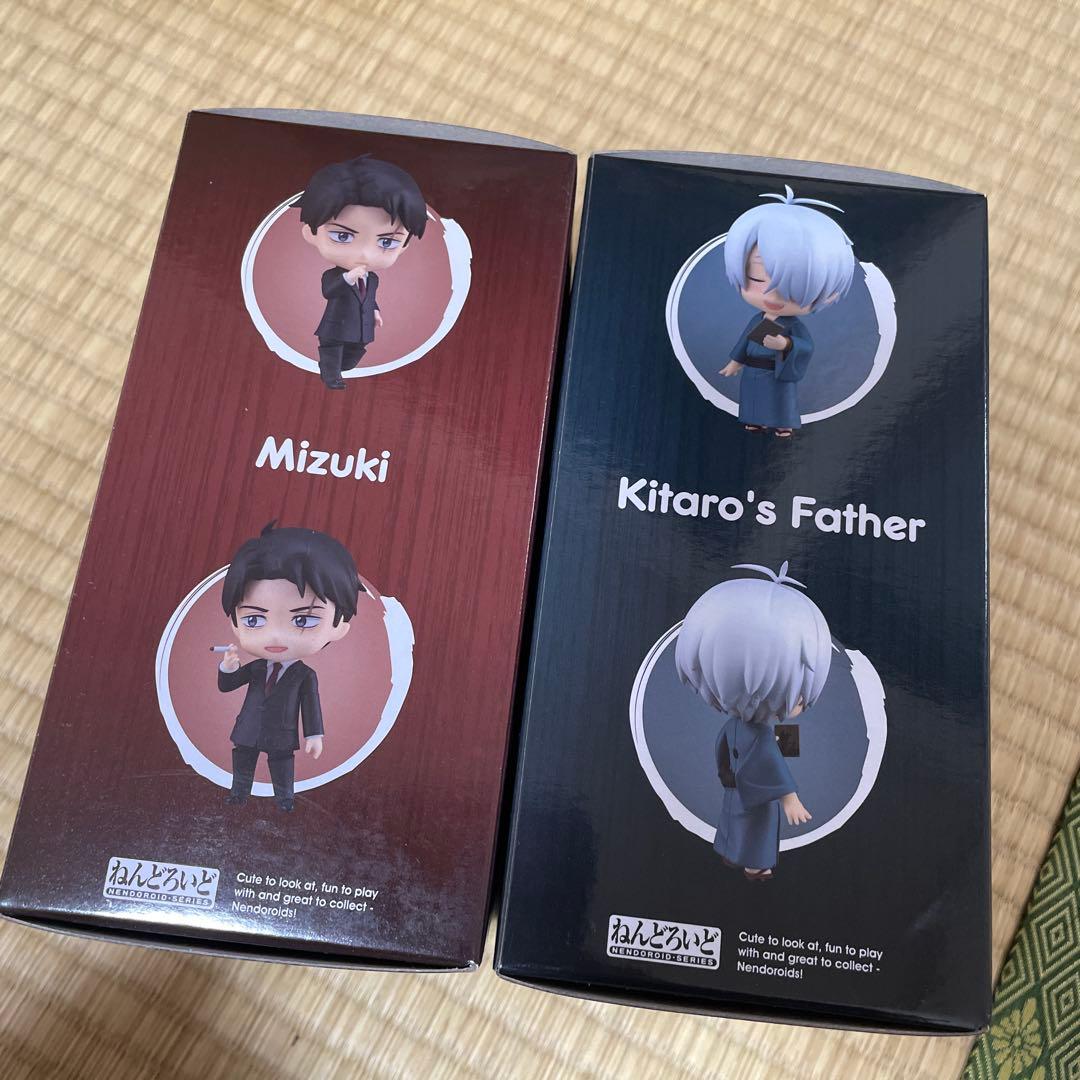 Mizuki
ねんどろいど
NENDOROID·SERIES
Cute to look at, fun to play
with and great to collect -
Nendoroids!
Kitaro's Father
ねんどろいど
NENDOROID·SERIES
Cute to look at, fun to play
with and great to collect -
Nendoroids!